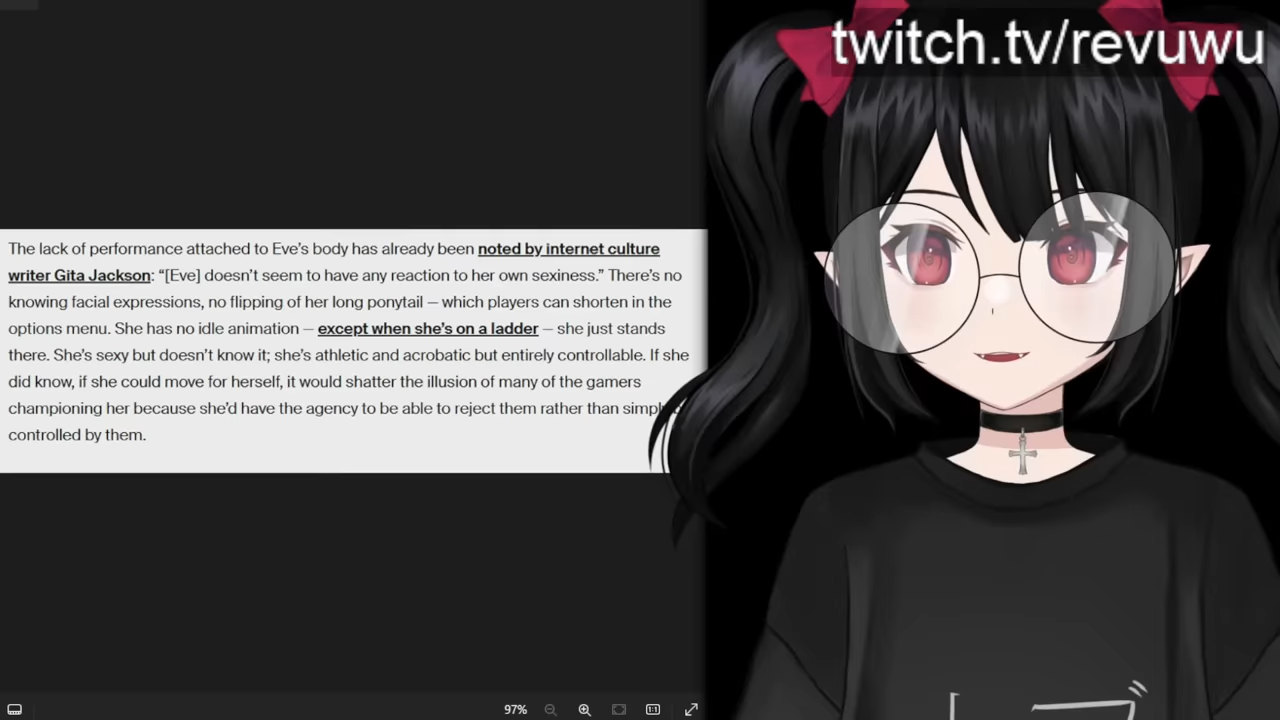 twitch.tv/revuwu
The lack of performance attached to Eve’s body has already been noted by internet culture
writer Gita Jackson: “[Eve] doesn’t seem to have any reaction to her own sexiness.” There’s no
knowing facial expressions, no flipping of her long ponytail — which players can shorten in the
options menu. She has no idle animation — except when she’s on a ladder — she just stands
there. She’s sexy but doesn’t know it; she’s athletic and acrobatic but entirely controllable. If she
did know, if she could move for herself, it would shatter the illusion of many of the gamers
championing her because she’d have the agency to be able to reject them rather than
controlled by them.
97%
1:1